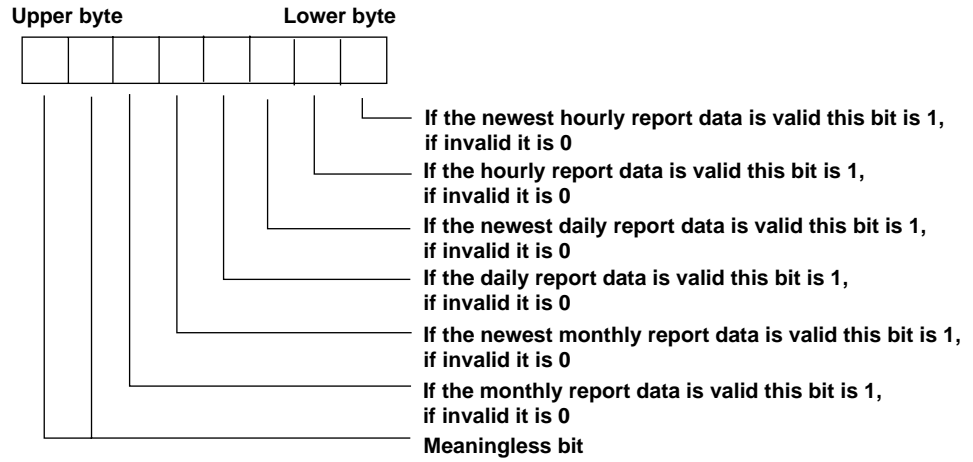 Upper byte Lower byte
If the newest hourly report data is valid this bit is 1,
if invalid it is 0
If the hourly report data is valid this bit is 1,
if invalid it is 0
If the newest daily report data is valid this bit is 1,
if invalid it is 0
If the daily report data is valid this bit is 1,
if invalid it is 0
If the newest monthly report data is valid this bit is 1,
if invalid it is 0
If the monthly report data is valid this bit is 1,
if invalid it is 0
Meaningless bit